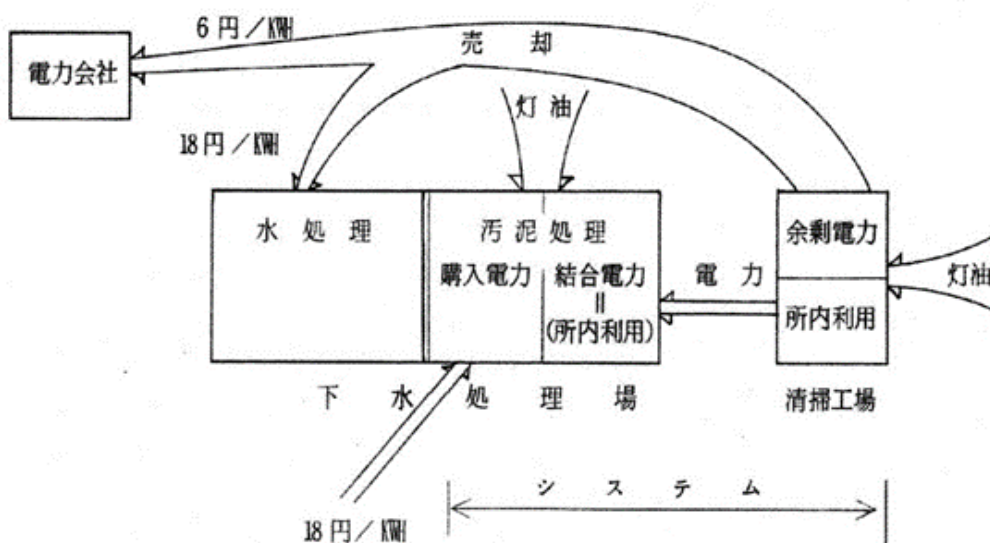 6円/KWH
売却
電力会社
灯油
18円/KWH
水処理
汚泥処理
余剰電力
購入電力
結合電力
電力
灯油
=
(所内利用)
所内利用
下水処理場
清掃工場
システム
18円/KWH